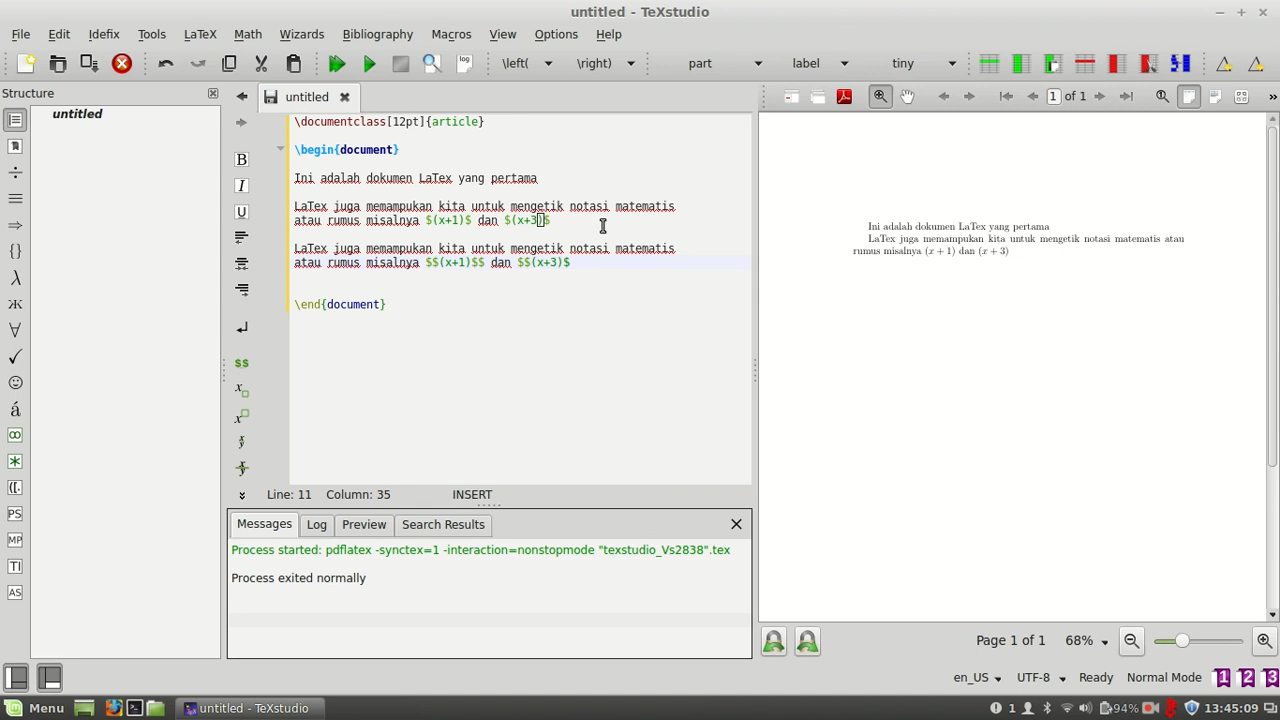 untitled - TeXstudio
File Edit Idefix Tools LaTeX Math Wizards Bibliography Macros View Options Help
\left( \right) part label tiny
Structure
untitled
untitled
1 of 1
\documentclass[12pt]{article}
\begin{document}
Ini adalah dokumen LaTex yang pertama
LaTex juga memampukan kita untuk mengetik notasi matematis
atau rumus misalnya $(x+1)$ dan $(x+3)$
LaTex juga memampukan kita untuk mengetik notasi matematis
atau rumus misalnya $$(x+1)$$ dan $$(x+3)$
\end{document}
Ini adalah dokumen LaTex yang pertama
LaTex juga memampukan kita untuk mengetik notasi matematis atau
rumus misalnya (x + 1) dan (x + 3)
Line: 11 Column: 35 INSERT
Messages Log Preview Search Results
Process started: pdflatex -synctex=1 -interaction=nonstopmode "texstudio_Vs2838".tex
Process exited normally
Page 1 of 1 68%
en_US UTF-8 Ready Normal Mode 1 2 3
Menu untitled - TeXstudio 1 94% 13:45:09